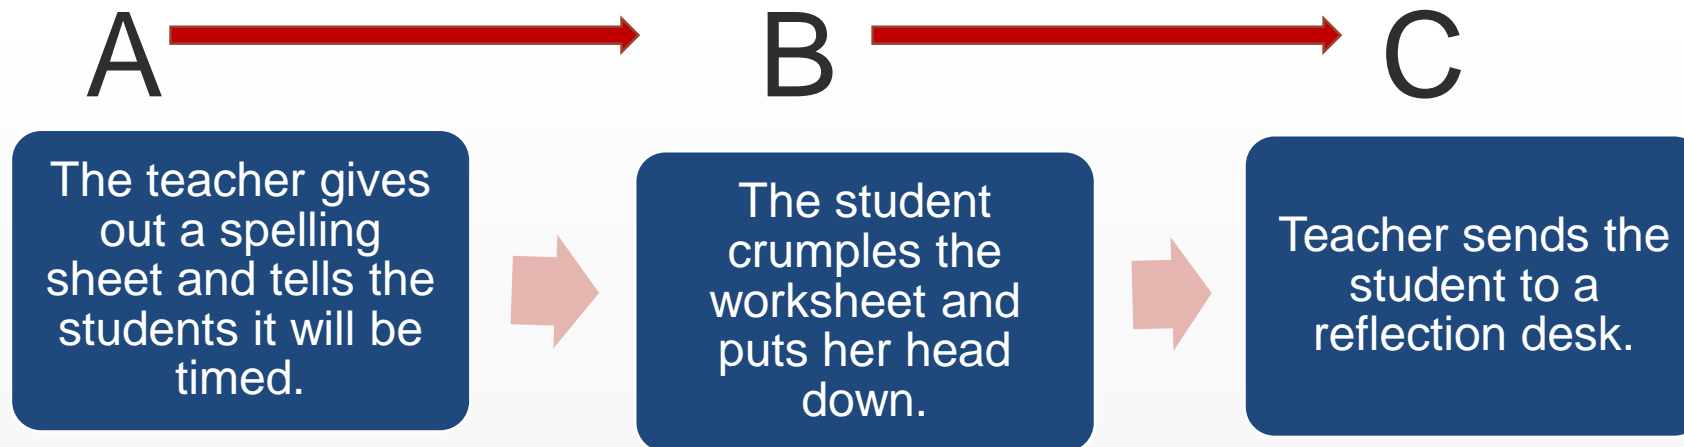 A B C
The teacher gives
out a spelling
sheet and tells the
students it will be
timed.
The student
crumples the
worksheet and
puts her head
down.
Teacher sends the
student to a
reflection desk.